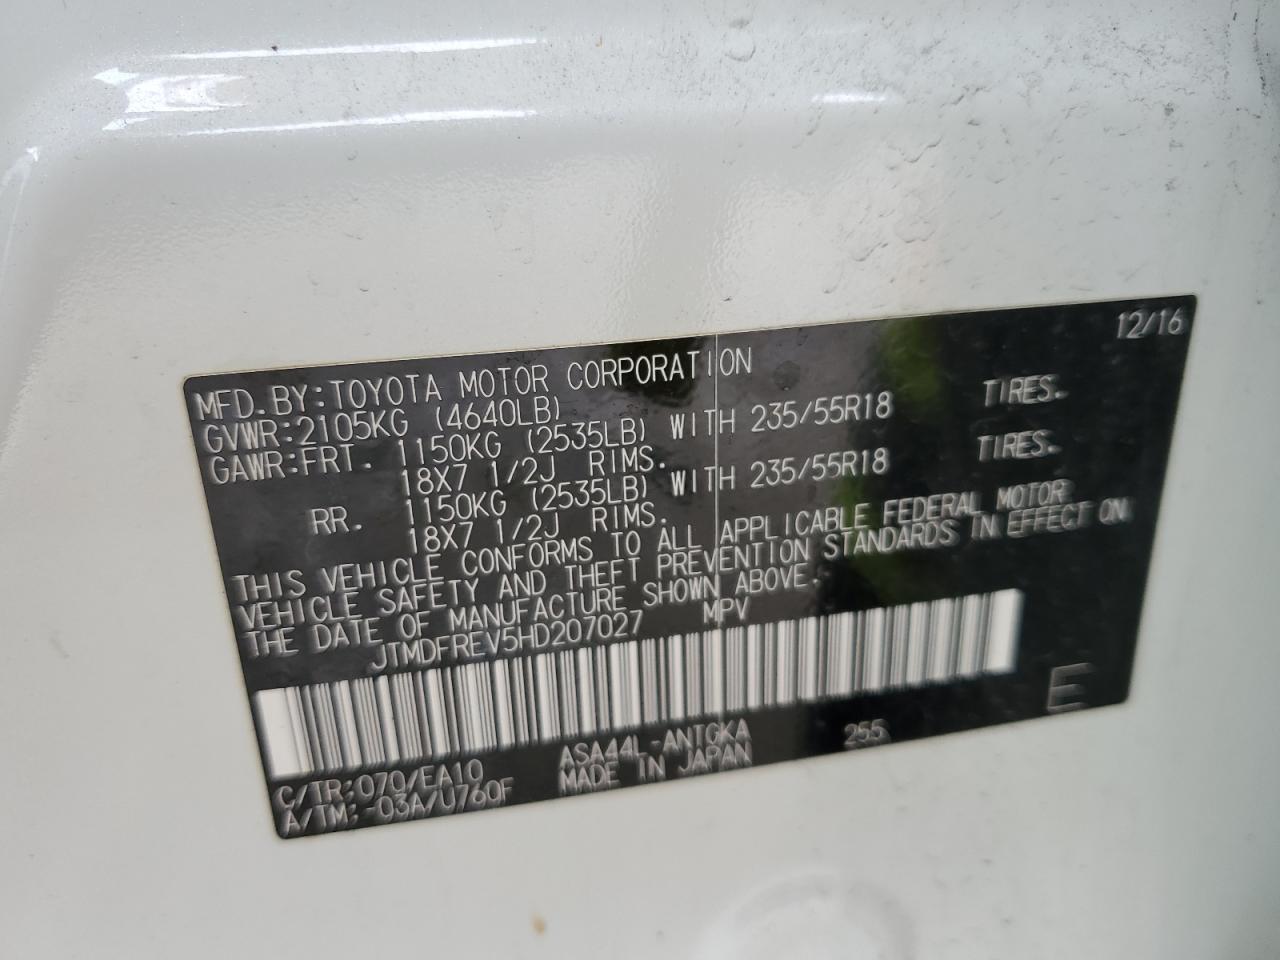 12/16
MFD.BY:TOYOTA MOTOR CORPORATION
GVWR:2105KG (4640LB)
GAWR:FRT. 1150KG (2535LB) WITH 235/55R18 TIRES.
18X7 1/2J RIMS.
RR. 1150KG (2535LB) WITH 235/55R18 TIRES.
18X7 1/2J RIMS.
THIS VEHICLE CONFORMS TO ALL APPLICABLE FEDERAL MOTOR
VEHICLE SAFETY AND THEFT PREVENTION STANDARDS IN EFFECT ON
THE DATE OF MANUFACTURE SHOWN ABOVE.
JTMDFREV5HD207027 MPV
E
C/TR:070/EA10 ASA44L-ANTGKA 255
A/TM:-03A/U760F MADE IN JAPAN